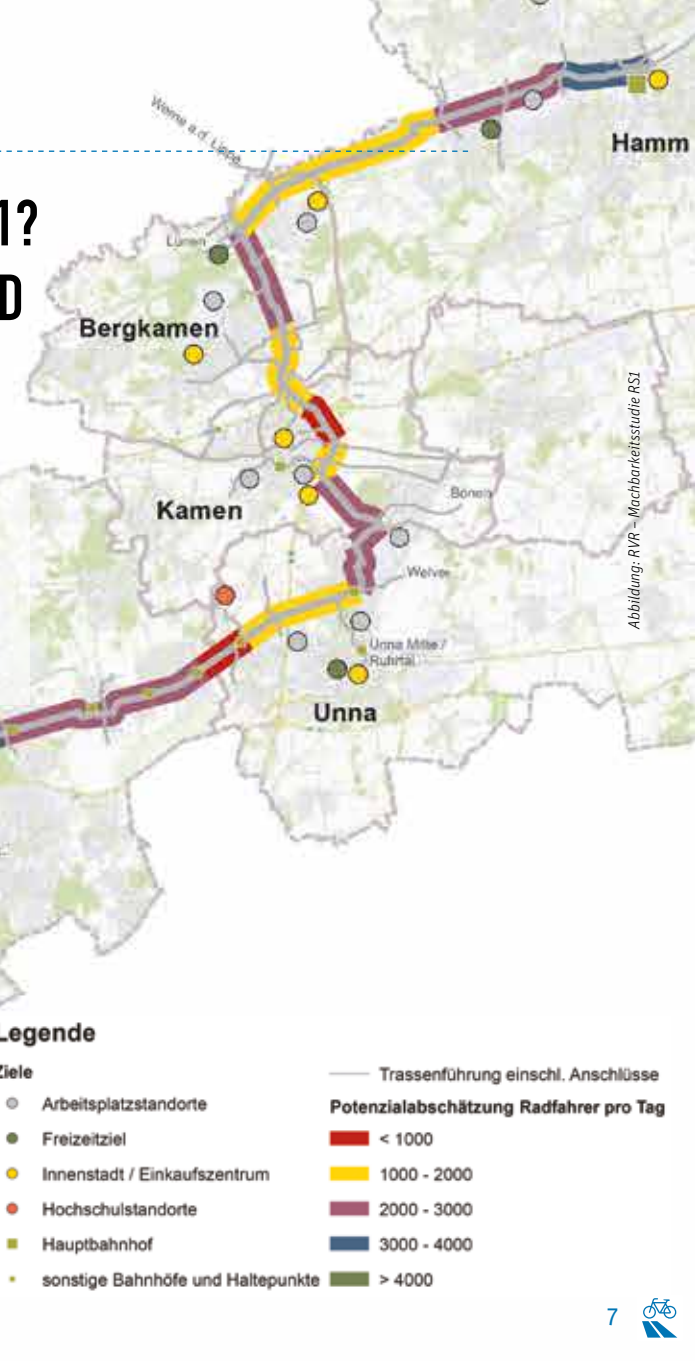 Werne a.d. Lippe
Hamm
1?
Lünen
D
Bergkamen
Abbildung: RVR – Machbarkeitsstudie RS1
Kamen
Bönen
Welver
Unna Mitte /
Ruhrtal
Unna
Legende
Ziele
Arbeitsplatzstandorte
Freizeitziel
Innenstadt / Einkaufszentrum
Hochschulstandorte
Hauptbahnhof
sonstige Bahnhöfe und Haltepunkte
Trassenführung einschl. Anschlüsse
Potenzialabschätzung Radfahrer pro Tag
< 1000
1000 - 2000
2000 - 3000
3000 - 4000
> 4000
7